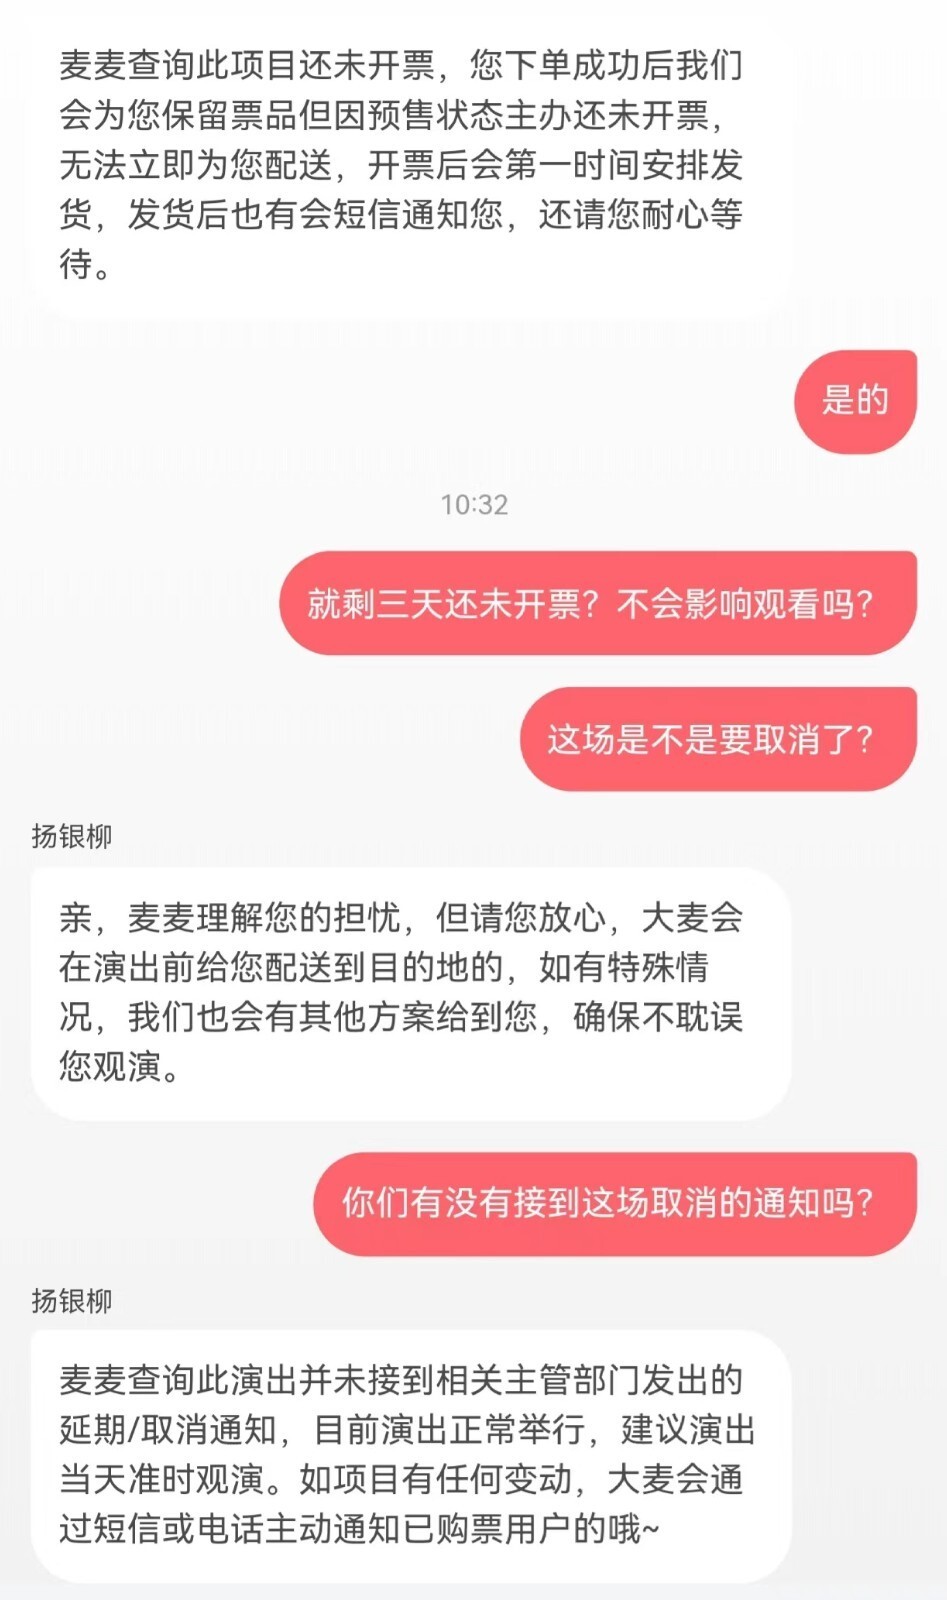 麦麦查询此项目还未开票，您下单成功后我们
会为您保留票品但因预售状态主办还未开票，
无法立即为您配送，开票后会第一时间安排发
货，发货后也有会短信通知您，还请您耐心等
待。
是的
10:32
就剩三天还未开票？不会影响观看吗？
这场是不是要取消了？
扬银柳
亲，麦麦理解您的担忧，但请您放心，大麦会
在演出前给您配送到目的地的，如有特殊情
况，我们也会有其他方案给到您，确保不耽误
您观演。
你们有没有接到这场取消的通知吗？
扬银柳
麦麦查询此演出并未接到相关主管部门发出的
延期/取消通知，目前演出正常举行，建议演出
当天准时观演。如项目有任何变动，大麦会通
过短信或电话主动通知已购票用户的哦~